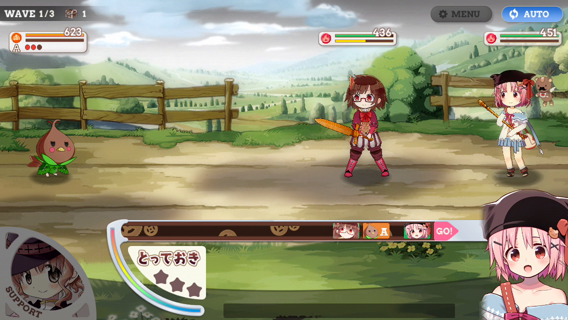 WAVE 1/3
1
MENU
AUTO
623
A
436
451
A
GO!
とっておき
SUPPORT